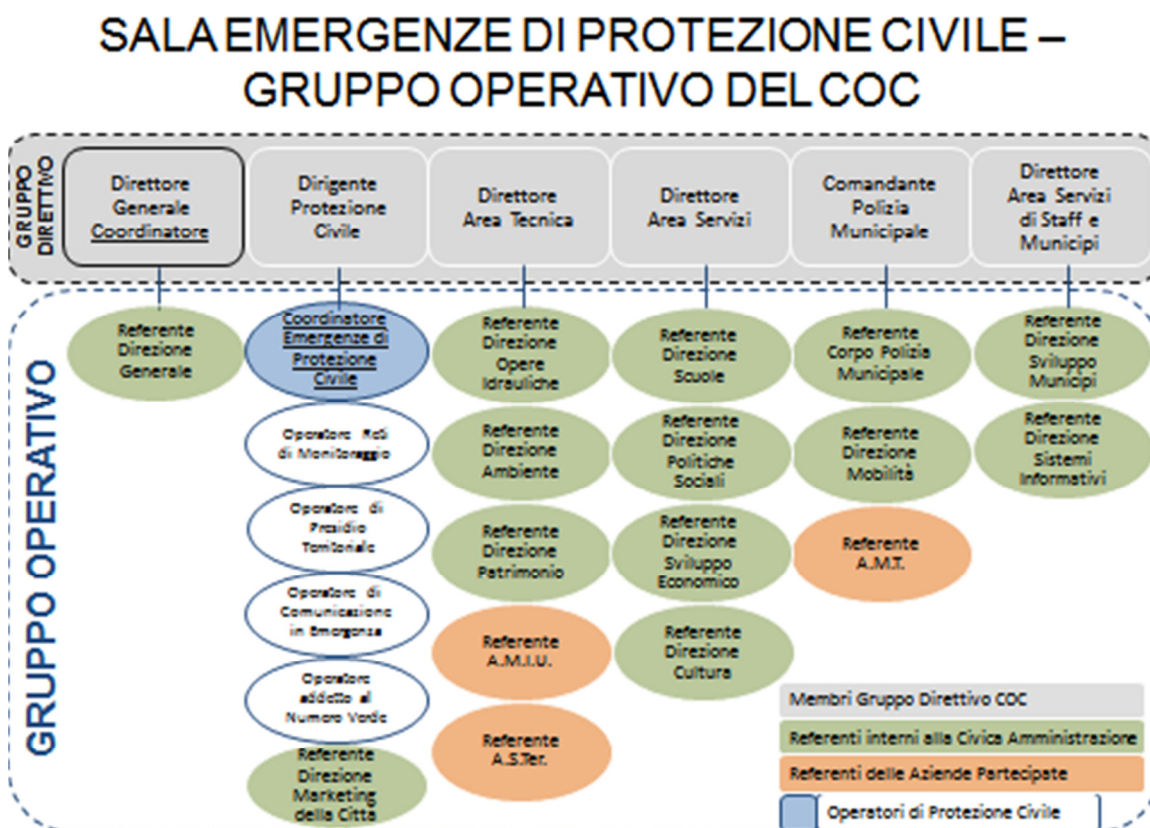 SALA EMERGENZE DI PROTEZIONE CIVILE –
GRUPPO OPERATIVO DEL COC
GRUPPO
DIRETTIVO
Direttore
Generale
Coordinatore
Dirigente
Protezione
Civile
Direttore
Area Tecnica
Direttore
Area Servizi
Comandante
Polizia
Municipale
Direttore
Area Servizi
di Staff e
Municipi
GRUPPO OPERATIVO
Referente
Direzione
Generale
Coordinatore
Emergenze di
Protezione
Civile
Operatore Reti
di Monitoraggio
Operatore di
Presidio
Territoriale
Operatore di
Comunicazione
in Emergenza
Operatore
addetto al
Numero Verde
Referente
Direzione
Marketing
della Città
Referente
Direzione
Opere
Idrauliche
Referente
Direzione
Ambiente
Referente
Direzione
Patrimonio
Referente
A.M.I.U.
Referente
A.S.Ter.
Referente
Direzione
Scuole
Referente
Direzione
Politiche
Sociali
Referente
Direzione
Sviluppo
Economico
Referente
Direzione
Cultura
Referente
Corpo Polizia
Municipale
Referente
Direzione
Mobilità
Referente
A.M.T.
Referente
Direzione
Sviluppo
Municipi
Referente
Direzione
Sistemi
Informativi
Membri Gruppo Direttivo COC
Referenti interni alla Civica Amministrazione
Referenti delle Aziende Partecipate
Operatori di Protezione Civile